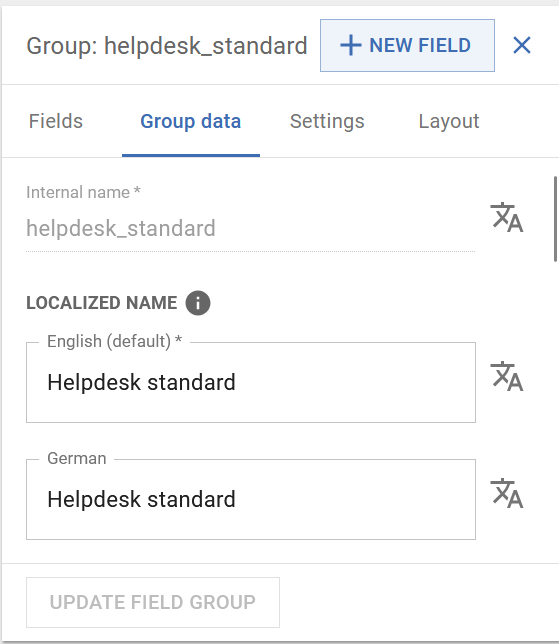 Group: helpdesk_standard
NEW FIELD
Fields Group data Settings Layout
Internal name *
helpdesk_standard
LOCALIZED NAME
English (default) *
Helpdesk standard
German
Helpdesk standard
UPDATE FIELD GROUP